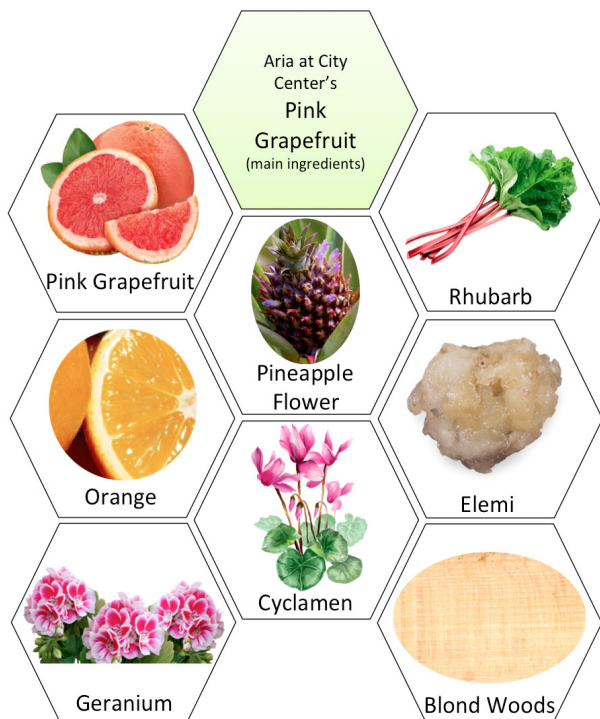 Aria at City
Center's
Pink
Grapefruit
(main ingredients)
Pink Grapefruit
Rhubarb
Pineapple
Flower
Orange
Elemi
Cyclamen
Geranium
Blond Woods